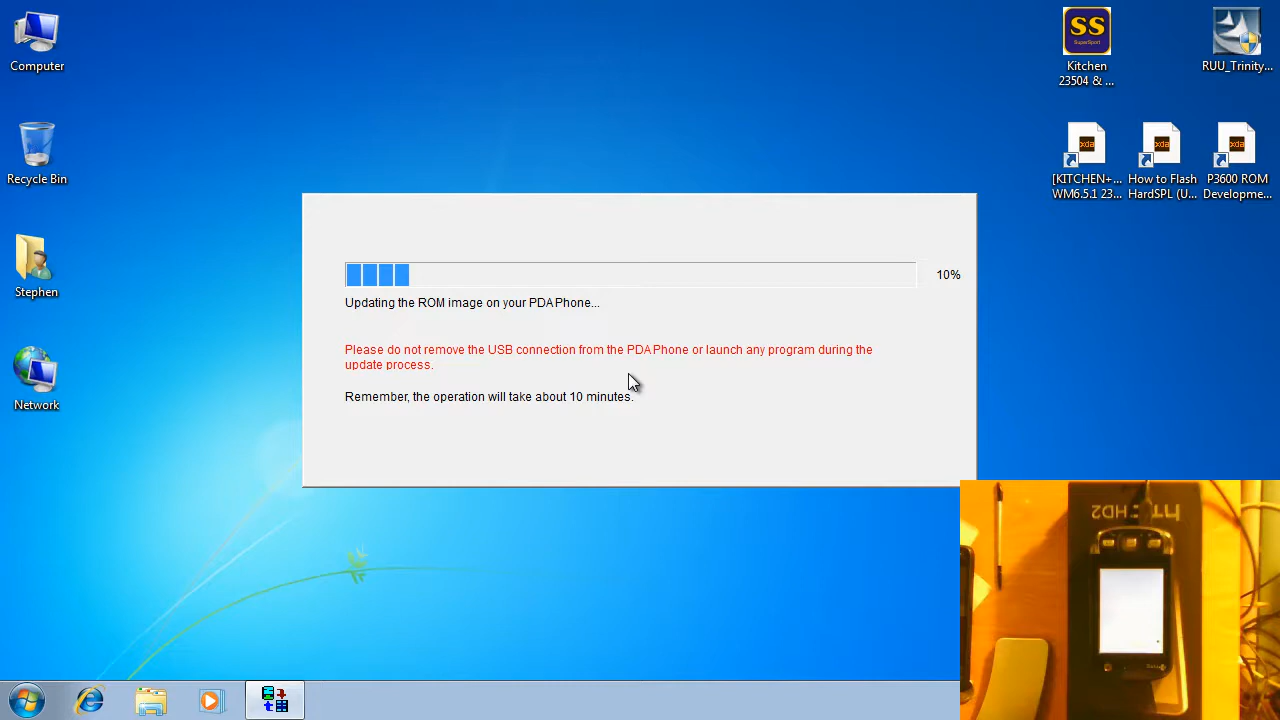 Computer
Recycle Bin
Stephen
Network
SS
SuperSport
Kitchen
23504 & ...
RUU_Trinity...
xda
[KITCHEN+...
WM6.5.1 23...
xda
How to Flash
HardSPL (U...
xda
P3600 ROM
Developme...
10%
Updating the ROM image on your PDA Phone...
Please do not remove the USB connection from the PDA Phone or launch any program during the
update process.
Remember, the operation will take about 10 minutes.
hTC HD2